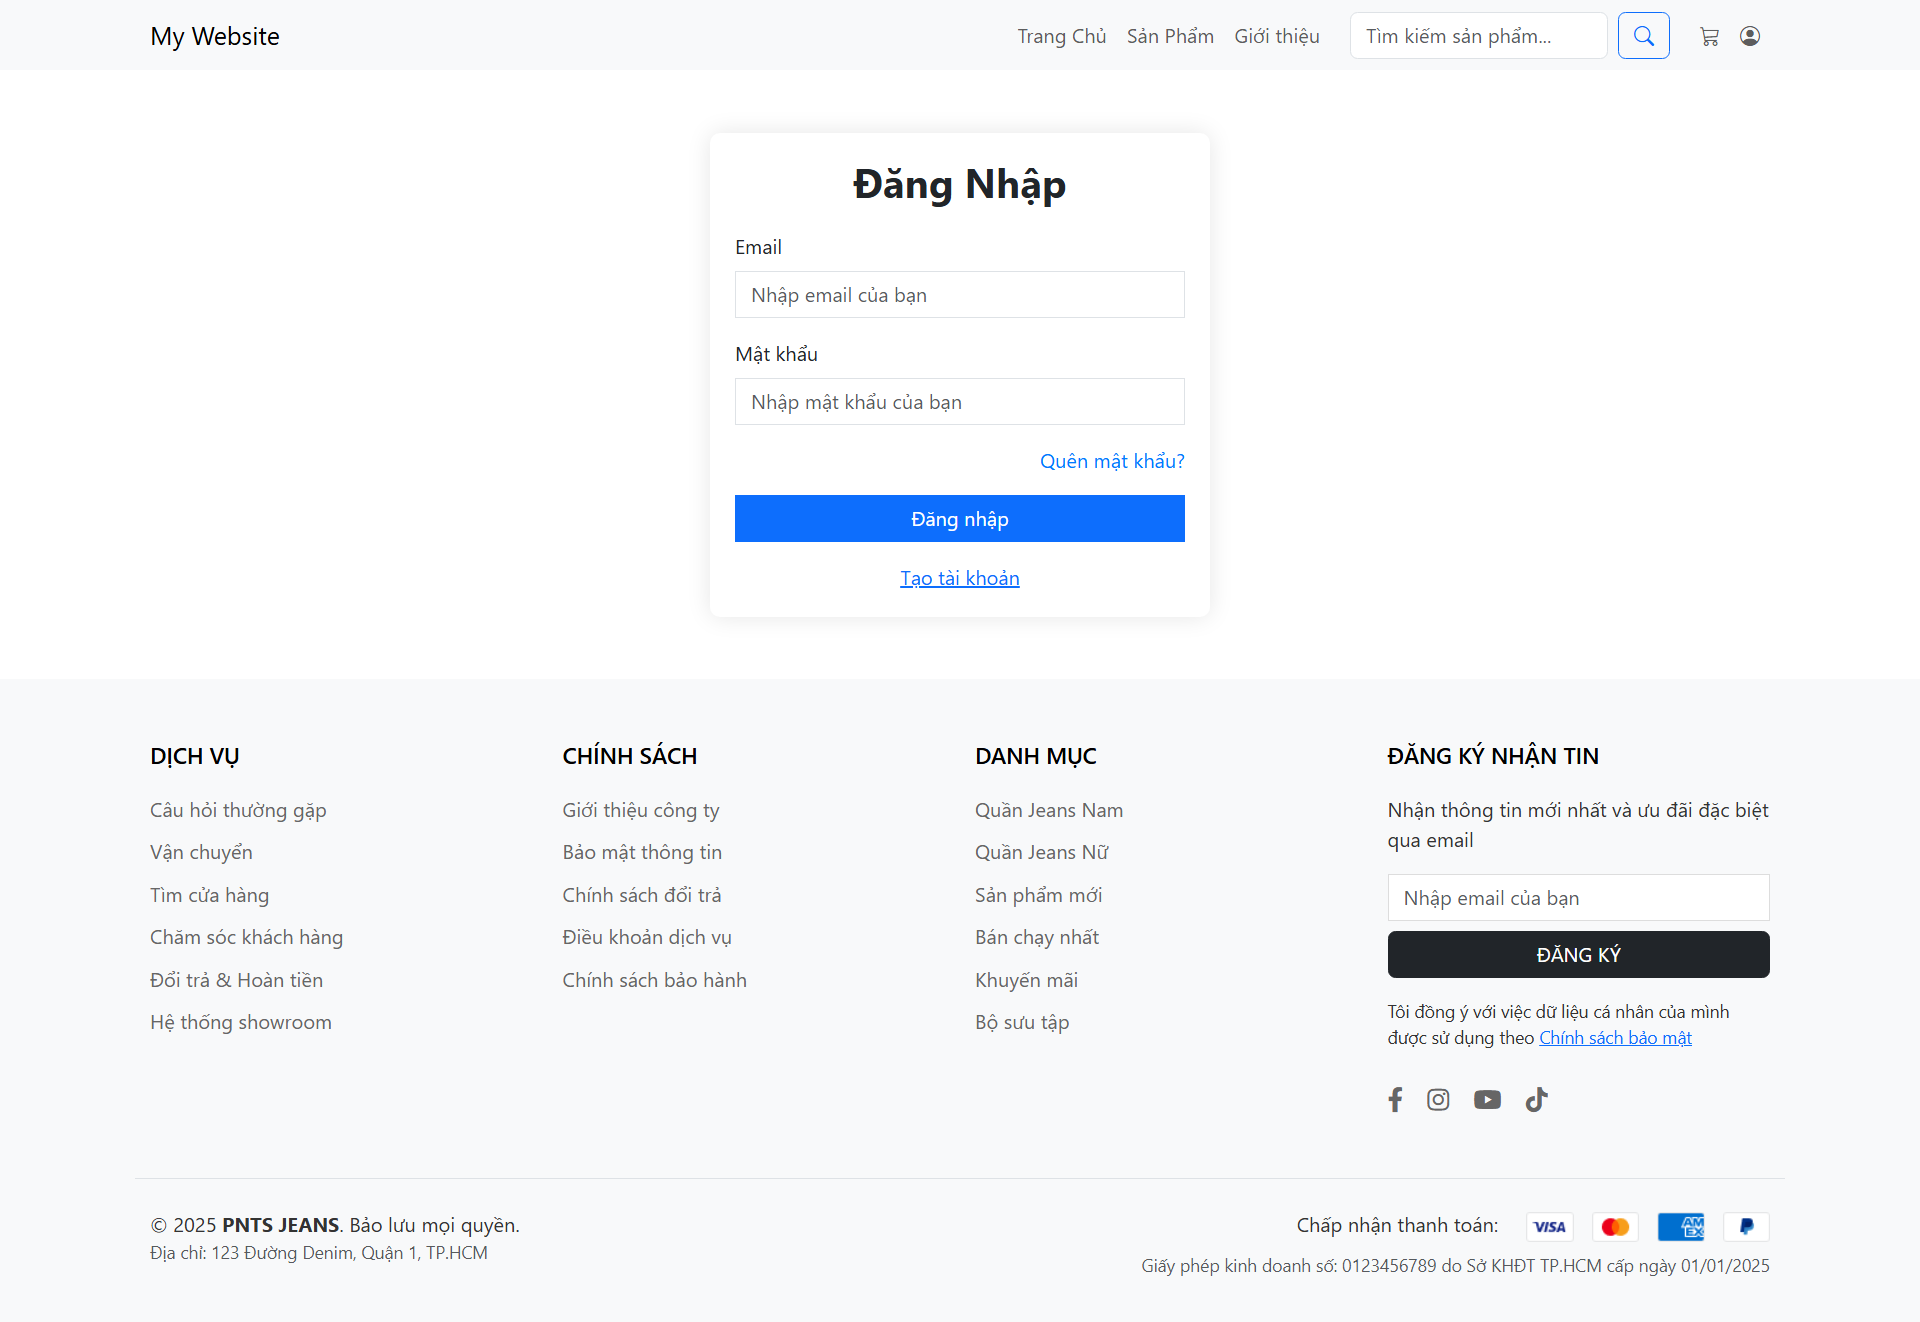 My Website
Trang Chủ
Sản Phẩm
Giới thiệu
Tìm kiếm sản phẩm...
Đăng Nhập
Email
Nhập email của bạn
Mật khẩu
Nhập mật khẩu của bạn
Quên mật khẩu?
Đăng nhập
Tạo tài khoản
DỊCH VỤ
Câu hỏi thường gặp
Vận chuyển
Tìm cửa hàng
Chăm sóc khách hàng
Đổi trả & Hoàn tiền
Hệ thống showroom
CHÍNH SÁCH
Giới thiệu công ty
Bảo mật thông tin
Chính sách đổi trả
Điều khoản dịch vụ
Chính sách bảo hành
DANH MỤC
Quần Jeans Nam
Quần Jeans Nữ
Sản phẩm mới
Bán chạy nhất
Khuyến mãi
Bộ sưu tập
ĐĂNG KÝ NHẬN TIN
Nhận thông tin mới nhất và ưu đãi đặc biệt
qua email
Nhập email của bạn
ĐĂNG KÝ
Tôi đồng ý với việc dữ liệu cá nhân của mình
được sử dụng theo Chính sách bảo mật
© 2025 PNTS JEANS. Bảo lưu mọi quyền.
Địa chỉ: 123 Đường Denim, Quận 1, TP.HCM
Chấp nhận thanh toán:
VISA
AM
EX
Giấy phép kinh doanh số: 0123456789 do Sở KHĐT TP.HCM cấp ngày 01/01/2025